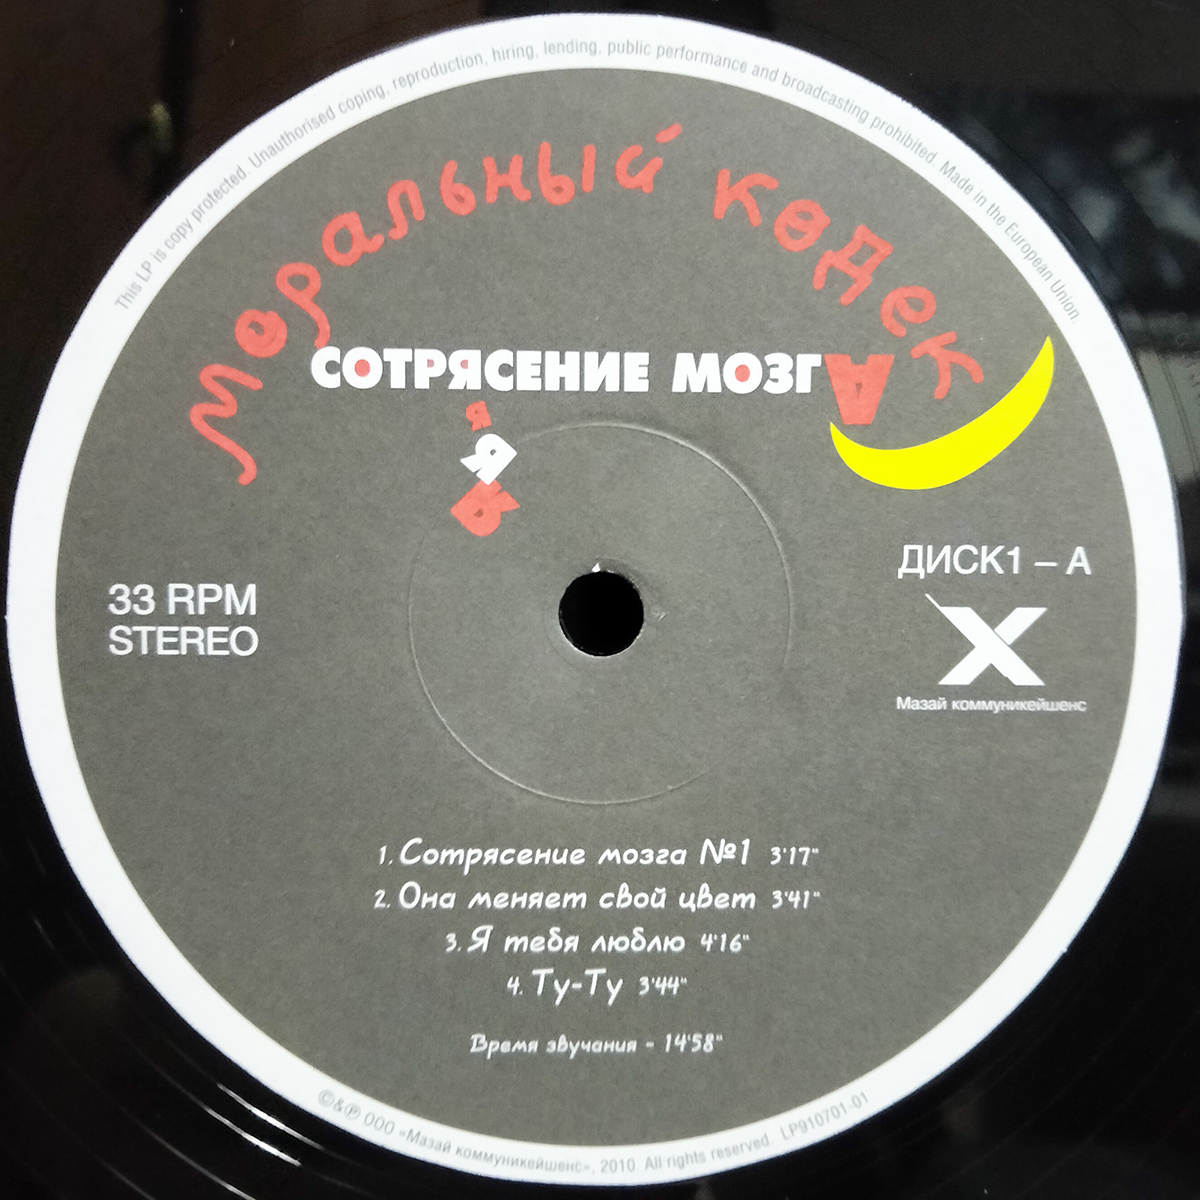 This LP is copy protected. Unauthorised coping, reproduction, hiring, lending, public performance and broadcasting prohibited. Made in the European Union.
Моральный кодек
СОТРЯСЕНИЕ МОЗГА
Я
Я
Я
33 RPM
STEREO
ДИСК1 – А
X
Мазай коммуникейшенс
1. Сотрясение мозга №1 3'17"
2. Она меняет свой цвет 3'41"
3. Я тебя люблю 4'16"
4. Ту-Ту 3'44"
Время звучания - 14'58"
©&℗ ООО «Мазай коммуникейшенс», 2010. All rights reserved. LP910701-01